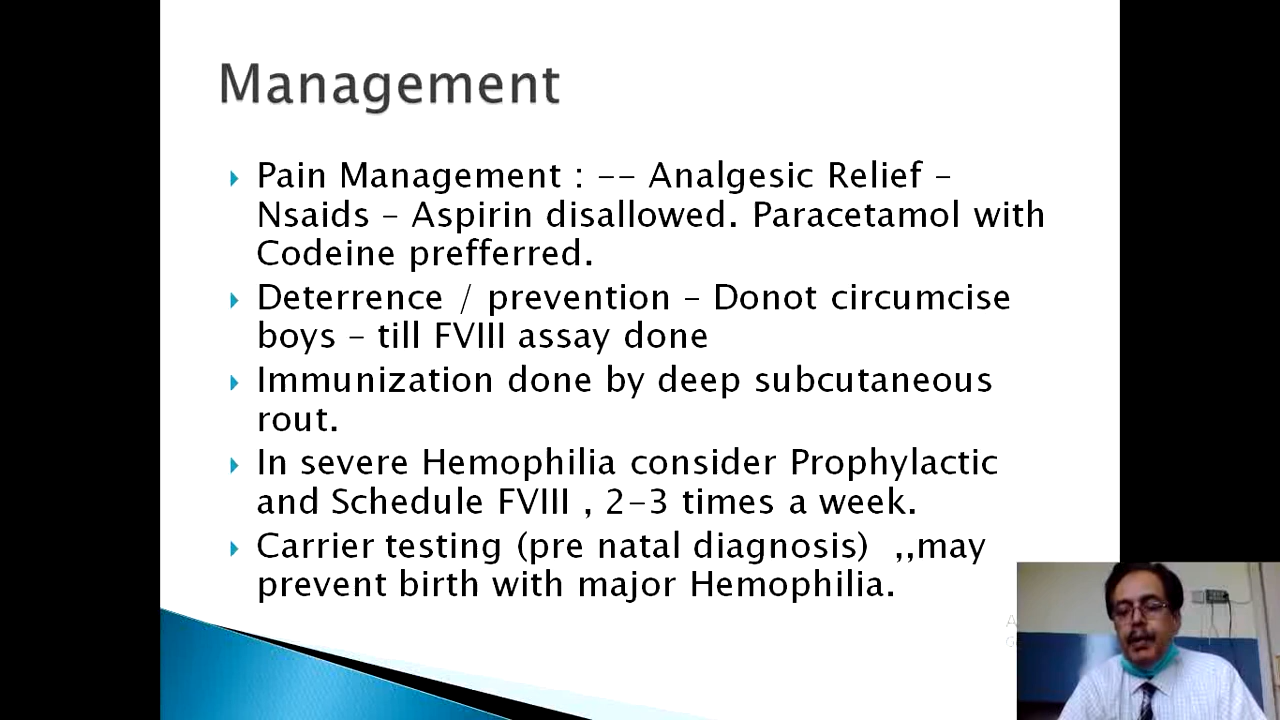 Management
Pain Management : -- Analgesic Relief –
Nsaids – Aspirin disallowed. Paracetamol with
Codeine prefferred.
Deterrence / prevention – Donot circumcise
boys – till FVIII assay done
Immunization done by deep subcutaneous
rout.
In severe Hemophilia consider Prophylactic
and Schedule FVIII , 2-3 times a week.
Carrier testing (pre natal diagnosis) ,,may
prevent birth with major Hemophilia.